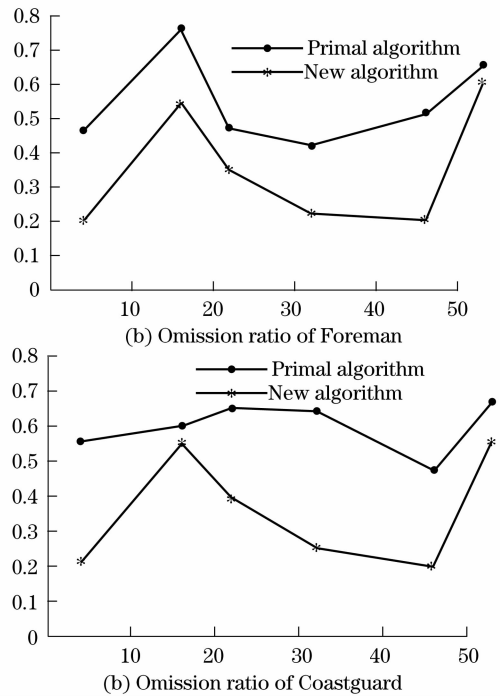 0.8
Primal algorithm
0.7
New algorithm
0.6
0.5
0.4
0.3
0.2
0.1
0
10 20 30 40 50
(b) Omission ratio of Foreman
0.8
Primal algorithm
0.7
New algorithm
0.6
0.5
0.4
0.3
0.2
0.1
0
10 20 30 40 50
(b) Omission ratio of Coastguard